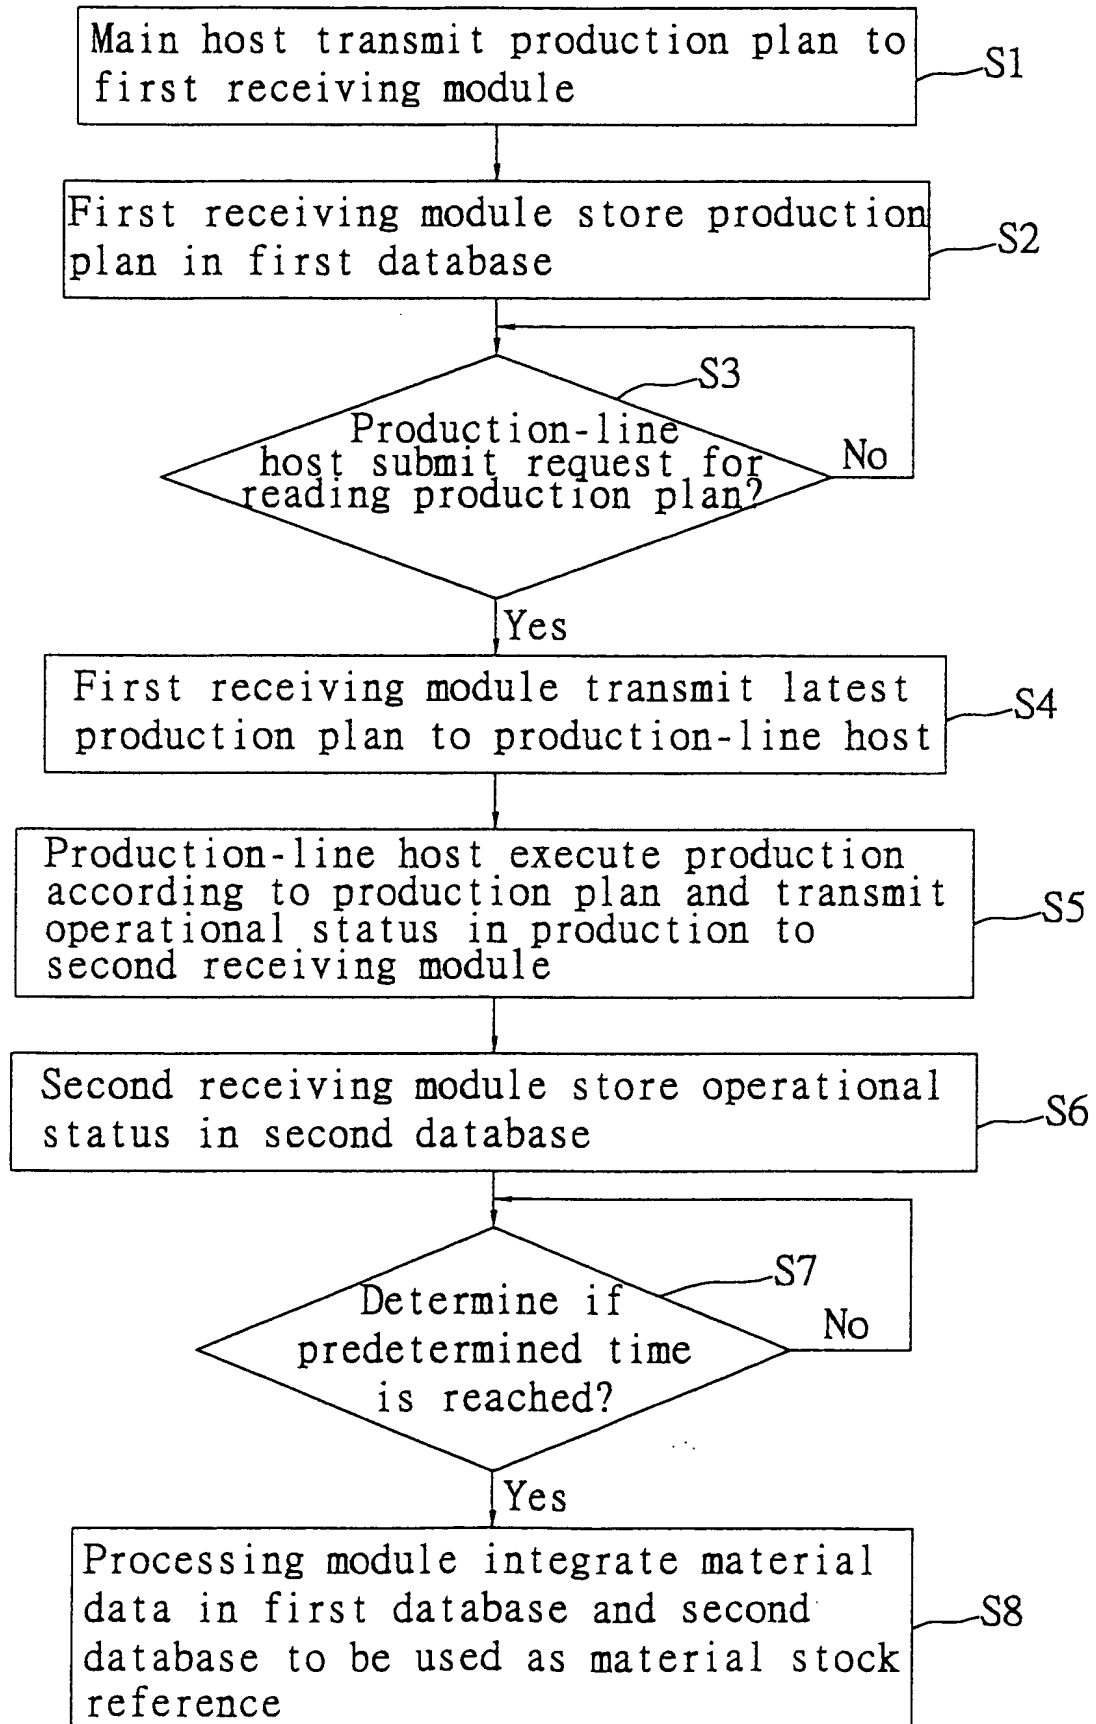 Main host transmit production plan to
first receiving module
S1
First receiving module store production
plan in first database
S2
S3
Production-line
host submit request for
reading production plan?
No
Yes
First receiving module transmit latest
production plan to production-line host
S4
Production-line host execute production
according to production plan and transmit
operational status in production to
second receiving module
S5
Second receiving module store operational
status in second database
S6
S7
Determine if
predetermined time
is reached?
No
Yes
Processing module integrate material
data in first database and second
database to be used as material stock
reference
S8